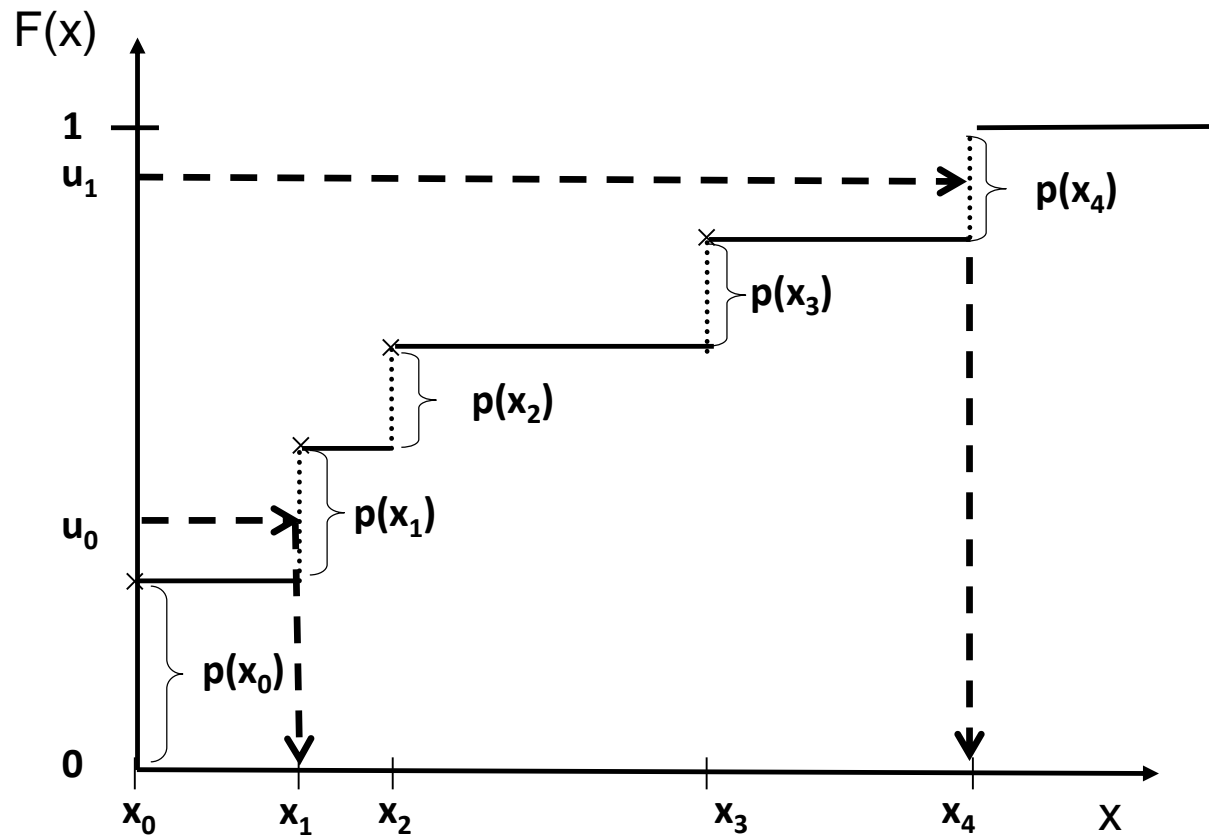 F(x)
1
u₁
p(x₄)
p(x₃)
p(x₂)
p(x₁)
u₀
p(x₀)
0
x₀ x₁ x₂ x₃ x₄ X